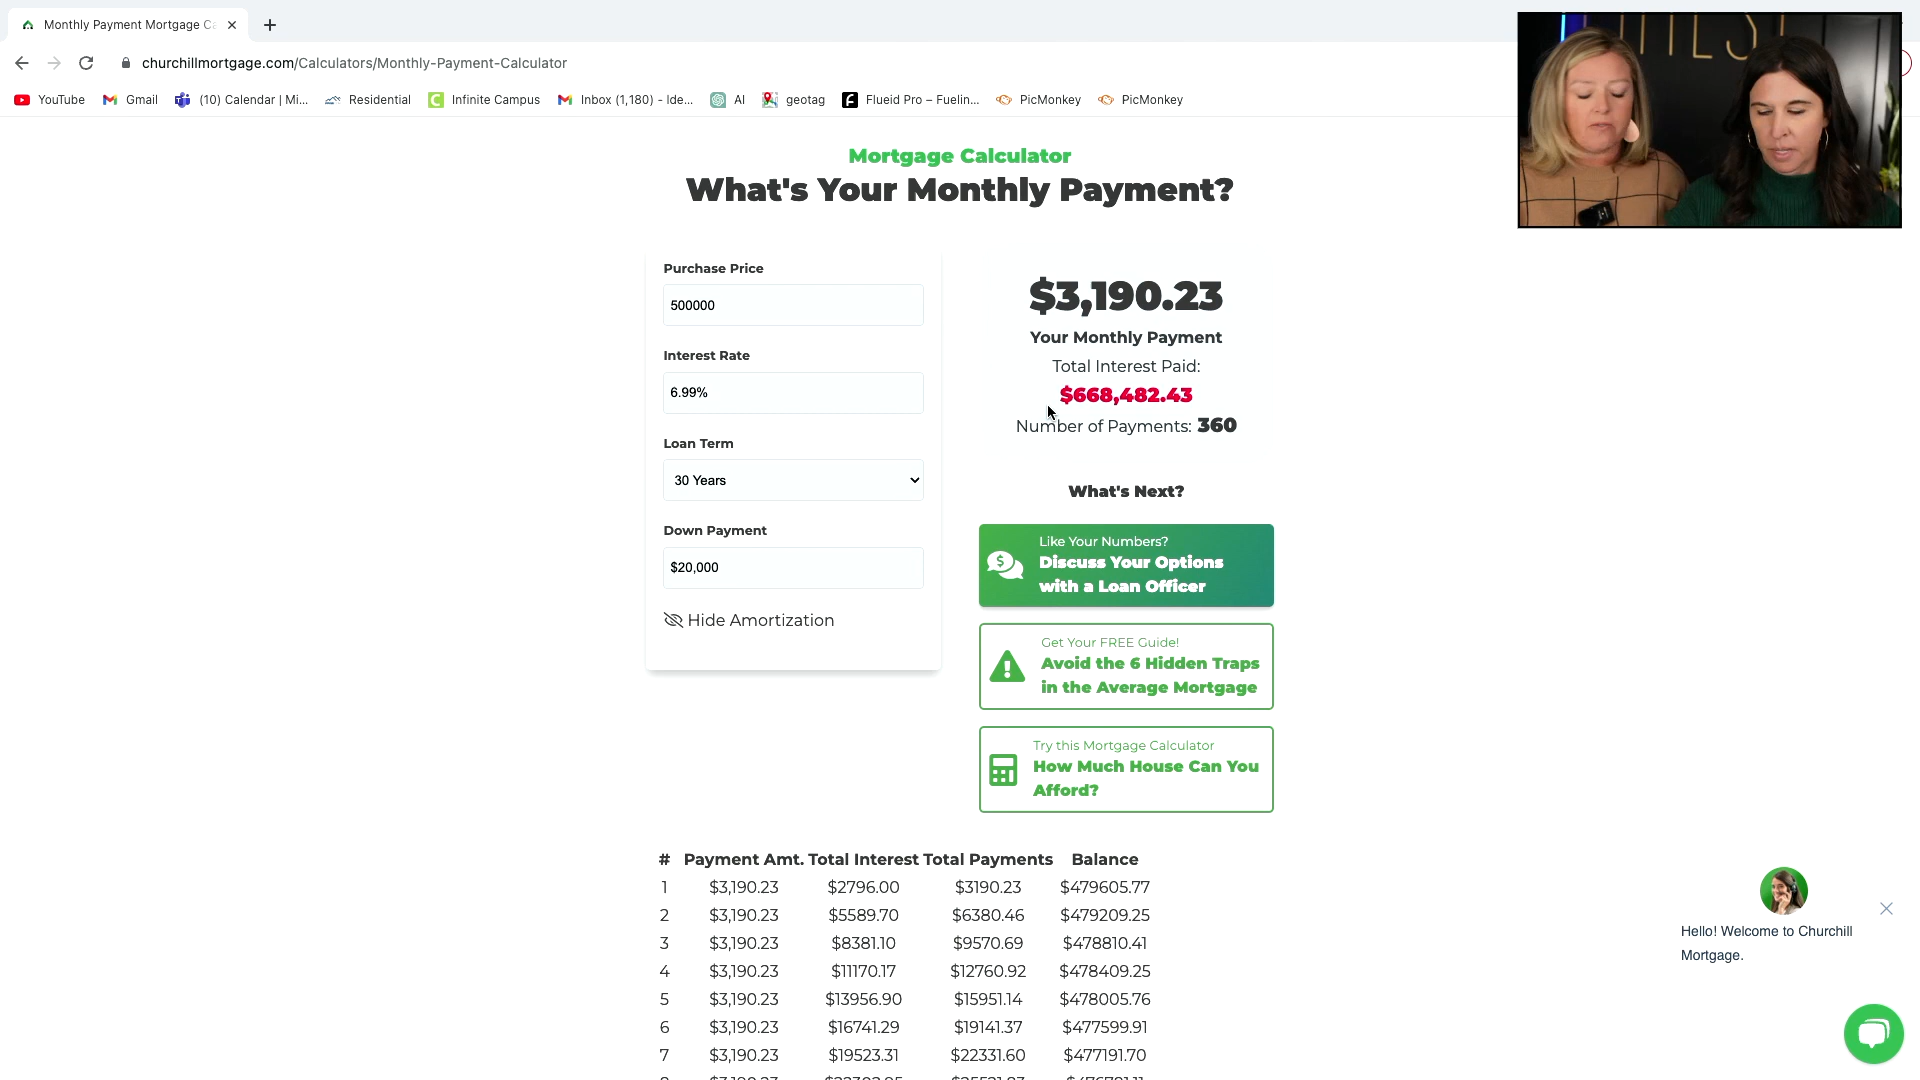 Monthly Payment Mortgage Ca
churchillmortgage.com/Calculators/Monthly-Payment-Calculator
YouTube Gmail (10) Calendar | Mi... Residential Infinite Campus Inbox (1,180) - Ide... AI geotag Flueid Pro – Fuelin... PicMonkey PicMonkey
Mortgage Calculator
What's Your Monthly Payment?
Purchase Price
500000
Interest Rate
6.99%
Loan Term
30 Years
Down Payment
$20,000
Hide Amortization
$3,190.23
Your Monthly Payment
Total Interest Paid:
$668,482.43
Number of Payments: 360
What's Next?
Like Your Numbers?
Discuss Your Options
with a Loan Officer
Get Your FREE Guide!
Avoid the 6 Hidden Traps
in the Average Mortgage
Try this Mortgage Calculator
How Much House Can You
Afford?
# Payment Amt. Total Interest Total Payments Balance
1 $3,190.23 $2796.00 $3190.23 $479605.77
2 $3,190.23 $5589.70 $6380.46 $479209.25
3 $3,190.23 $8381.10 $9570.69 $478810.41
4 $3,190.23 $11170.17 $12760.92 $478409.25
5 $3,190.23 $13956.90 $15951.14 $478005.76
6 $3,190.23 $16741.29 $19141.37 $477599.91
7 $3,190.23 $19523.31 $22331.60 $477191.70
Hello! Welcome to Churchill
Mortgage.